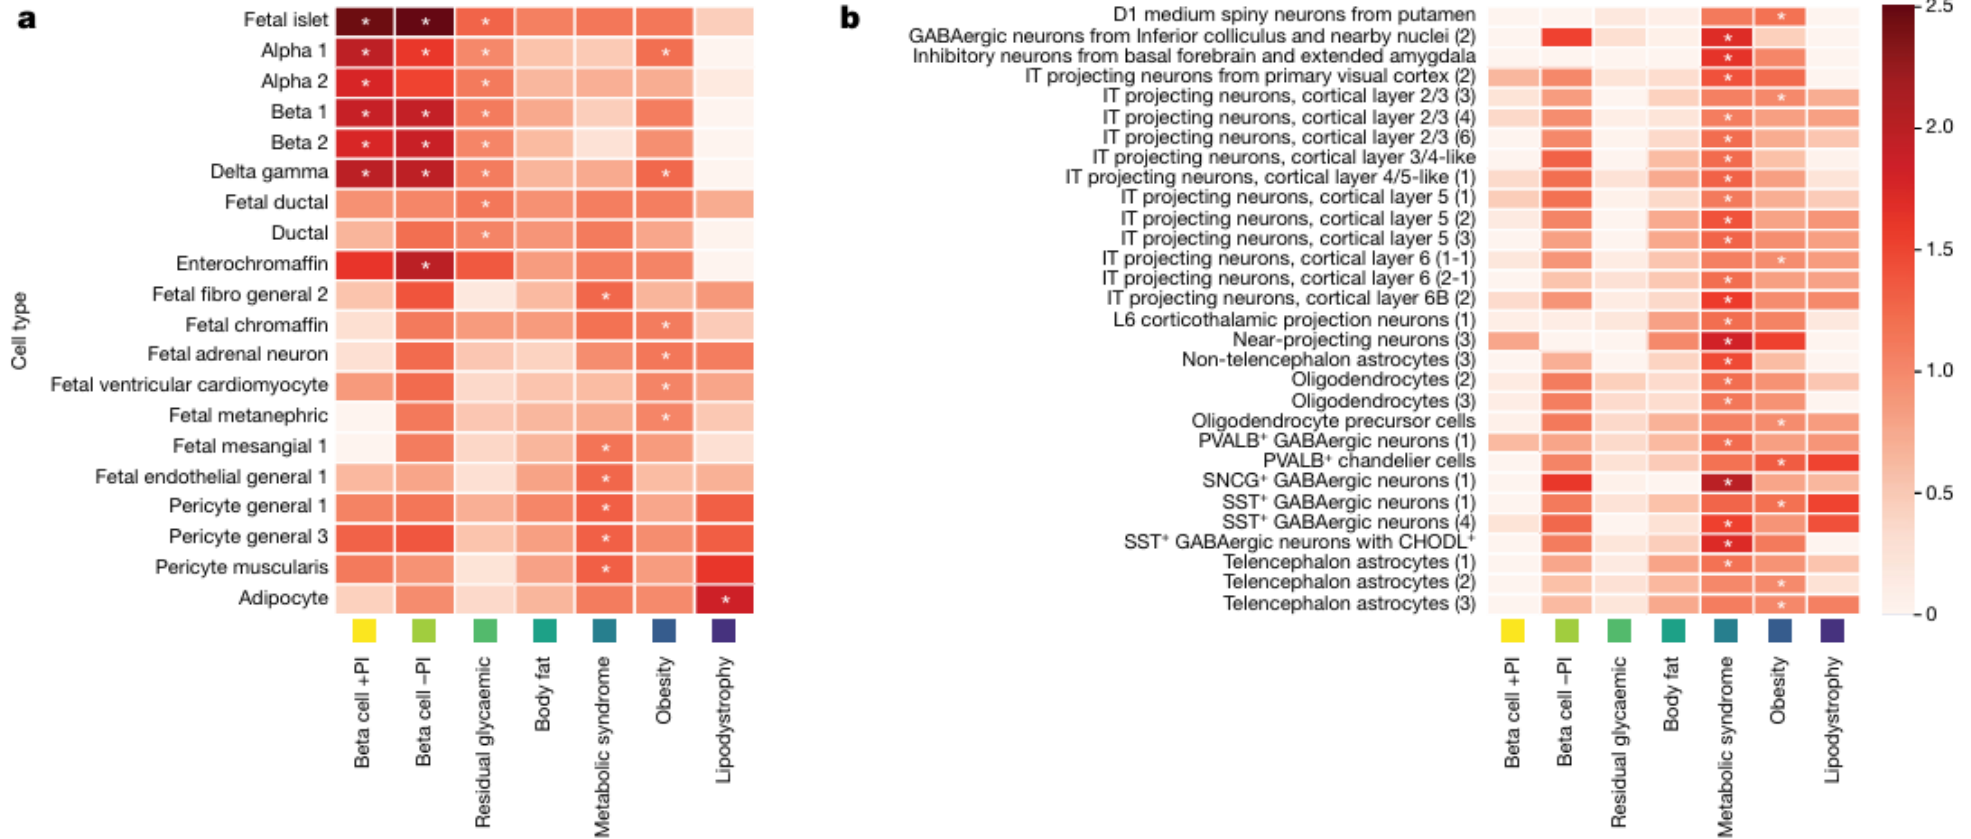 a
Cell type
Fetal islet
Alpha 1
Alpha 2
Beta 1
Beta 2
Delta gamma
Fetal ductal
Ductal
Enterochromaffin
Fetal fibro general 2
Fetal chromaffin
Fetal adrenal neuron
Fetal ventricular cardiomyocyte
Fetal metanephric
Fetal mesangial 1
Fetal endothelial general 1
Pericyte general 1
Pericyte general 3
Pericyte muscularis
Adipocyte
Beta cell +PI
Beta cell –PI
Residual glycaemic
Body fat
Metabolic syndrome
Obesity
Lipodystrophy
b
D1 medium spiny neurons from putamen
GABAergic neurons from Inferior colliculus and nearby nuclei (2)
Inhibitory neurons from basal forebrain and extended amygdala
IT projecting neurons from primary visual cortex (2)
IT projecting neurons, cortical layer 2/3 (3)
IT projecting neurons, cortical layer 2/3 (4)
IT projecting neurons, cortical layer 2/3 (6)
IT projecting neurons, cortical layer 3/4-like
IT projecting neurons, cortical layer 4/5-like (1)
IT projecting neurons, cortical layer 5 (1)
IT projecting neurons, cortical layer 5 (2)
IT projecting neurons, cortical layer 5 (3)
IT projecting neurons, cortical layer 6 (1-1)
IT projecting neurons, cortical layer 6 (2-1)
IT projecting neurons, cortical layer 6B (2)
L6 corticothalamic projection neurons (1)
Near-projecting neurons (3)
Non-telencephalon astrocytes (3)
Oligodendrocytes (2)
Oligodendrocytes (3)
Oligodendrocyte precursor cells
PVALB⁺ GABAergic neurons (1)
PVALB⁺ chandelier cells
SNCG⁺ GABAergic neurons (1)
SST⁺ GABAergic neurons (1)
SST⁺ GABAergic neurons (4)
SST⁺ GABAergic neurons with CHODL⁺
Telencephalon astrocytes (1)
Telencephalon astrocytes (2)
Telencephalon astrocytes (3)
Beta cell +PI
Beta cell –PI
Residual glycaemic
Body fat
Metabolic syndrome
Obesity
Lipodystrophy
2.5
2.0
1.5
1.0
0.5
0